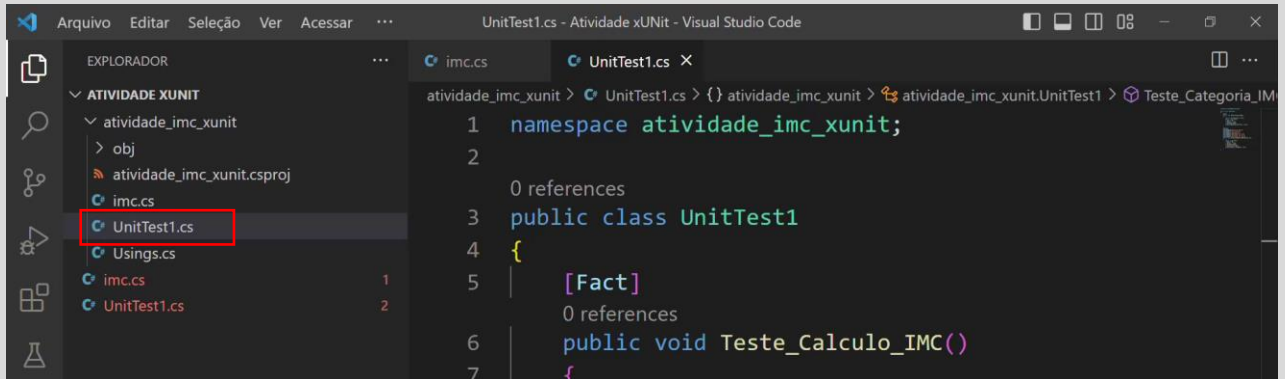 Arquivo Editar Seleção Ver Acessar ··· UnitTest1.cs - Atividade xUNit - Visual Studio Code
EXPLORADOR ···
ATIVIDADE XUNIT
atividade_imc_xunit
obj
atividade_imc_xunit.csproj
imc.cs
UnitTest1.cs
Usings.cs
imc.cs 1
UnitTest1.cs 2
imc.cs UnitTest1.cs
atividade_imc_xunit > UnitTest1.cs > {} atividade_imc_xunit > atividade_imc_xunit.UnitTest1 > Teste_Categoria_IM
1 namespace atividade_imc_xunit;
2
0 references
3 public class UnitTest1
4 {
5 [Fact]
0 references
6 public void Teste_Calculo_IMC()
7 {